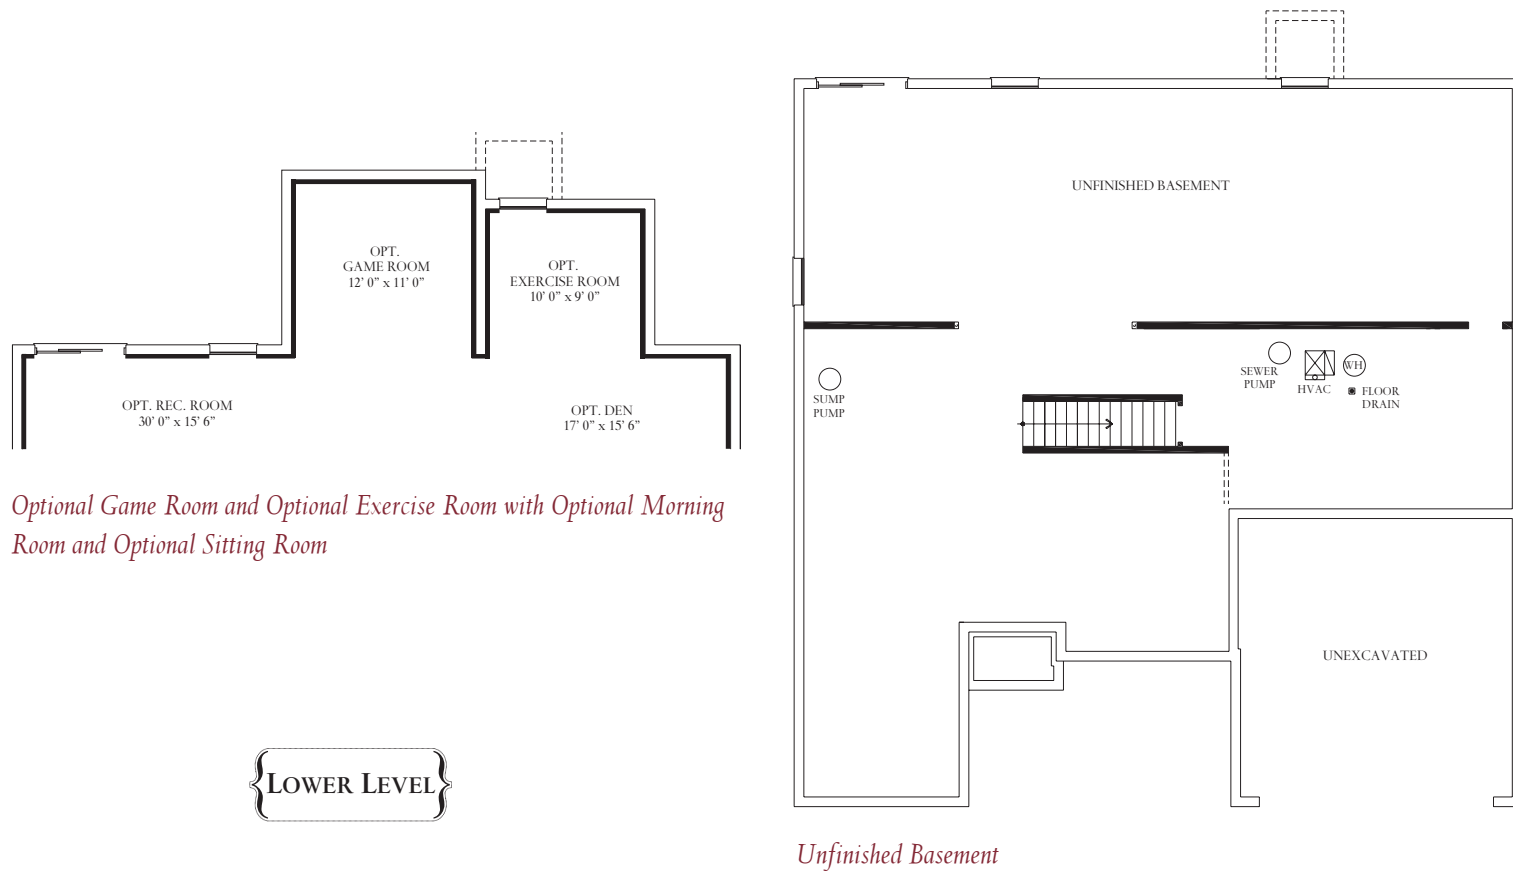 OPT.
GAME ROOM
12' 0” x 11' 0”
OPT.
EXERCISE ROOM
10' 0” x 9' 0”
OPT. REC. ROOM
30' 0” x 15' 6”
OPT. DEN
17' 0” x 15' 6”
Optional Game Room and Optional Exercise Room with Optional Morning
Room and Optional Sitting Room
LOWER LEVEL
UNFINISHED BASEMENT
SUMP
PUMP
SEWER
PUMP
HVAC
WH
FLOOR
DRAIN
UNEXCAVATED
Unfinished Basement